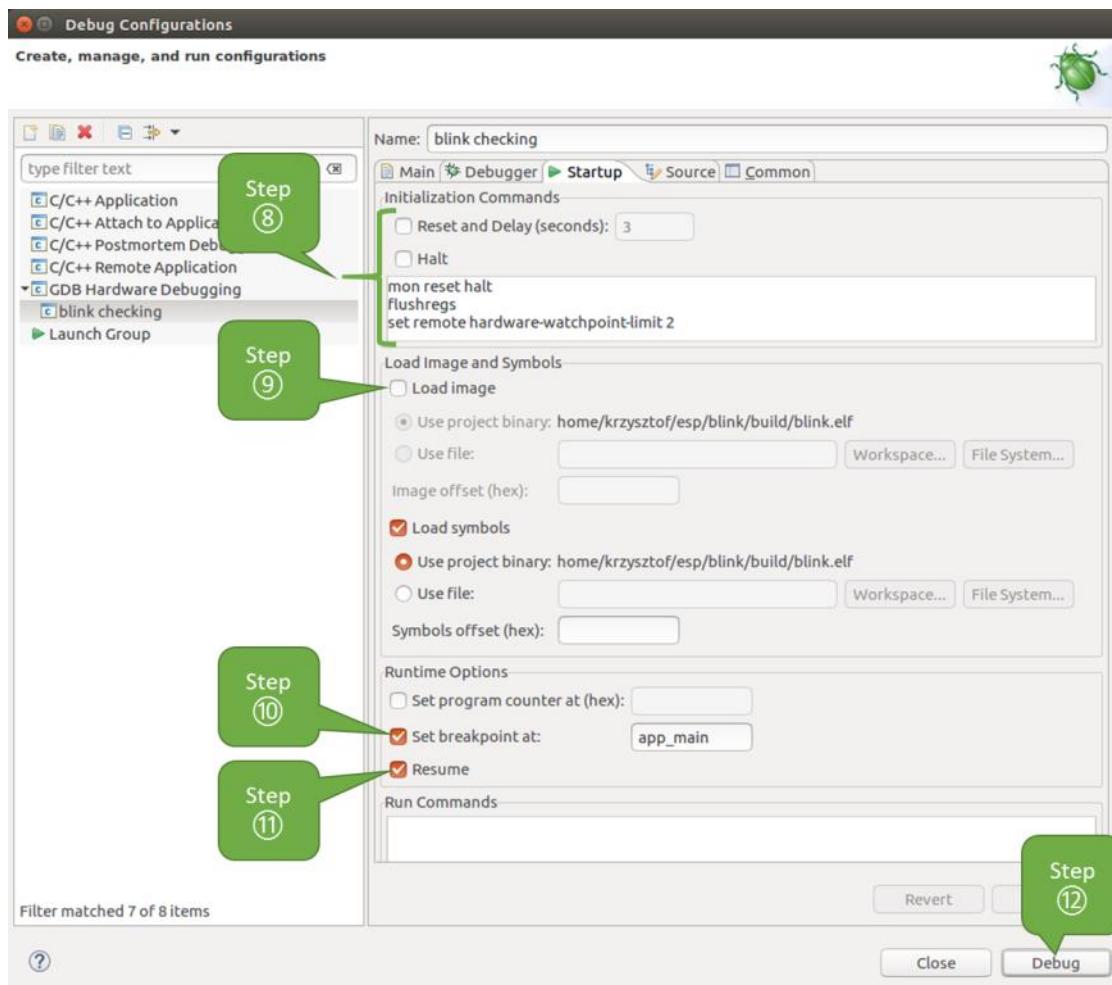 Debug Configurations
Create, manage, and run configurations
type filter text
C/C++ Application
C/C++ Attach to Applica
C/C++ Postmortem Debu
C/C++ Remote Application
GDB Hardware Debugging
blink checking
Launch Group
Filter matched 7 of 8 items
Name: blink checking
Main Debugger Startup Source Common
Initialization Commands
Reset and Delay (seconds): 3
Halt
mon reset halt
flushregs
set remote hardware-watchpoint-limit 2
Load Image and Symbols
Load image
Use project binary: home/krzysztof/esp/blink/build/blink.elf
Use file: Workspace... File System...
Image offset (hex):
Load symbols
Use project binary: home/krzysztof/esp/blink/build/blink.elf
Use file: Workspace... File System...
Symbols offset (hex):
Runtime Options
Set program counter at (hex):
Set breakpoint at: app_main
Resume
Run Commands
Revert
Close Debug
Step
⑧
Step
⑨
Step
⑩
Step
⑪
Step
⑫